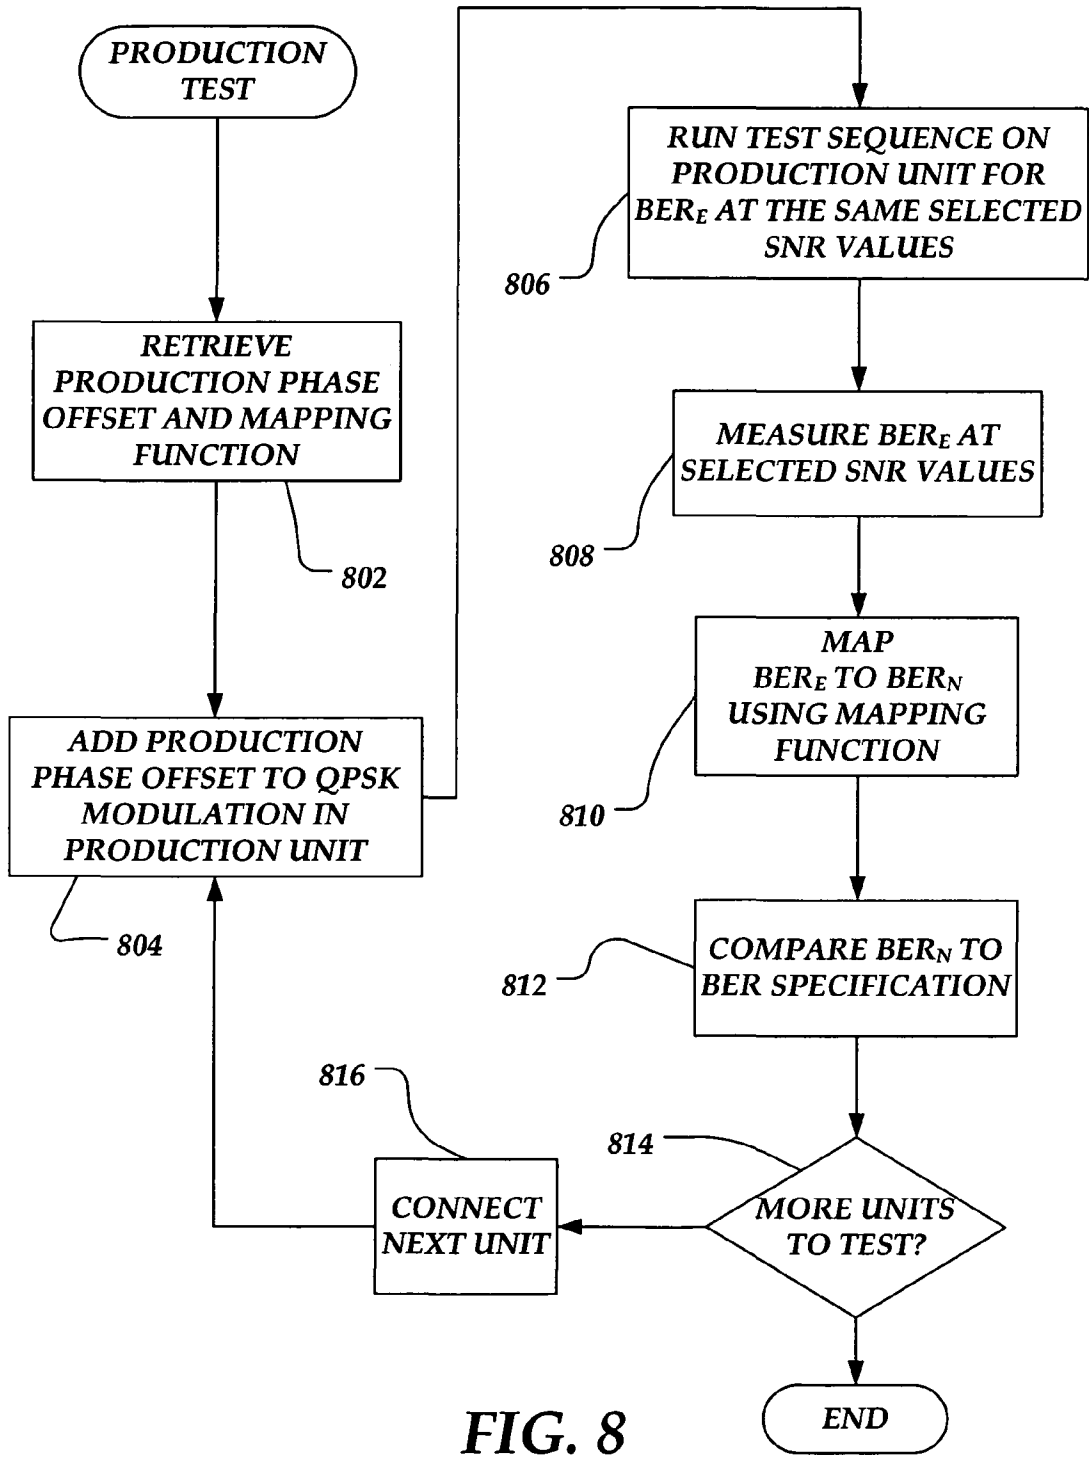 PRODUCTION
TEST
RETRIEVE
PRODUCTION PHASE
OFFSET AND MAPPING
FUNCTION
802
ADD PRODUCTION
PHASE OFFSET TO QPSK
MODULATION IN
PRODUCTION UNIT
804
RUN TEST SEQUENCE ON
PRODUCTION UNIT FOR
BERE AT THE SAME SELECTED
SNR VALUES
806
MEASURE BERE AT
SELECTED SNR VALUES
808
MAP
BERE TO BERN
USING MAPPING
FUNCTION
810
COMPARE BERN TO
BER SPECIFICATION
812
MORE UNITS
TO TEST?
814
CONNECT
NEXT UNIT
816
END
FIG. 8